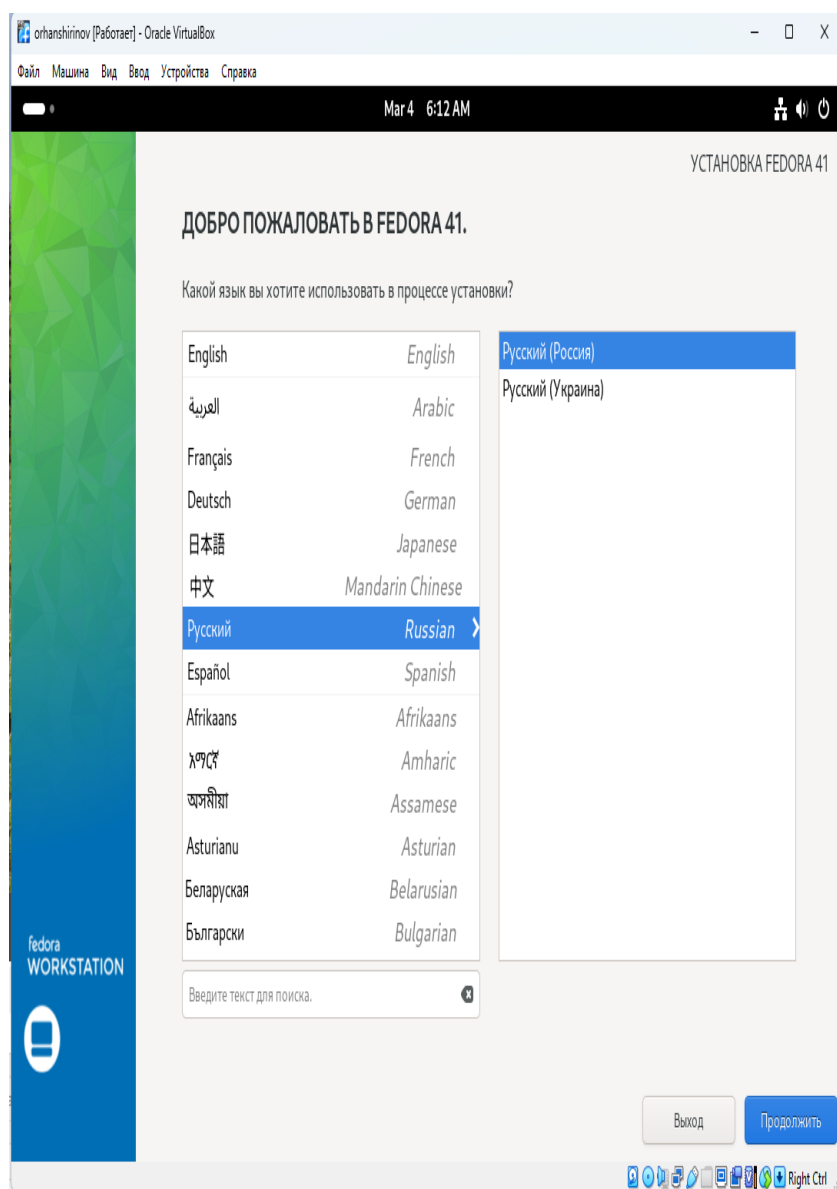 orhanshirinov [Работает] - Oracle VirtualBox
Файл Машина Вид Ввод Устройства Справка
Mar 4 6:12 AM
УСТАНОВКА FEDORA 41
ДОБРО ПОЖАЛОВАТЬ В FEDORA 41.
Какой язык вы хотите использовать в процессе установки?
English English
العربية Arabic
Français French
Deutsch German
日本語 Japanese
中文 Mandarin Chinese
Русский Russian
Español Spanish
Afrikaans Afrikaans
አማርኛ Amharic
অসমীয়া Assamese
Asturianu Asturian
Беларуская Belarusian
Български Bulgarian
Русский (Россия)
Русский (Украина)
Введите текст для поиска.
fedora
WORKSTATION
Выход Продолжить
Right Ctrl